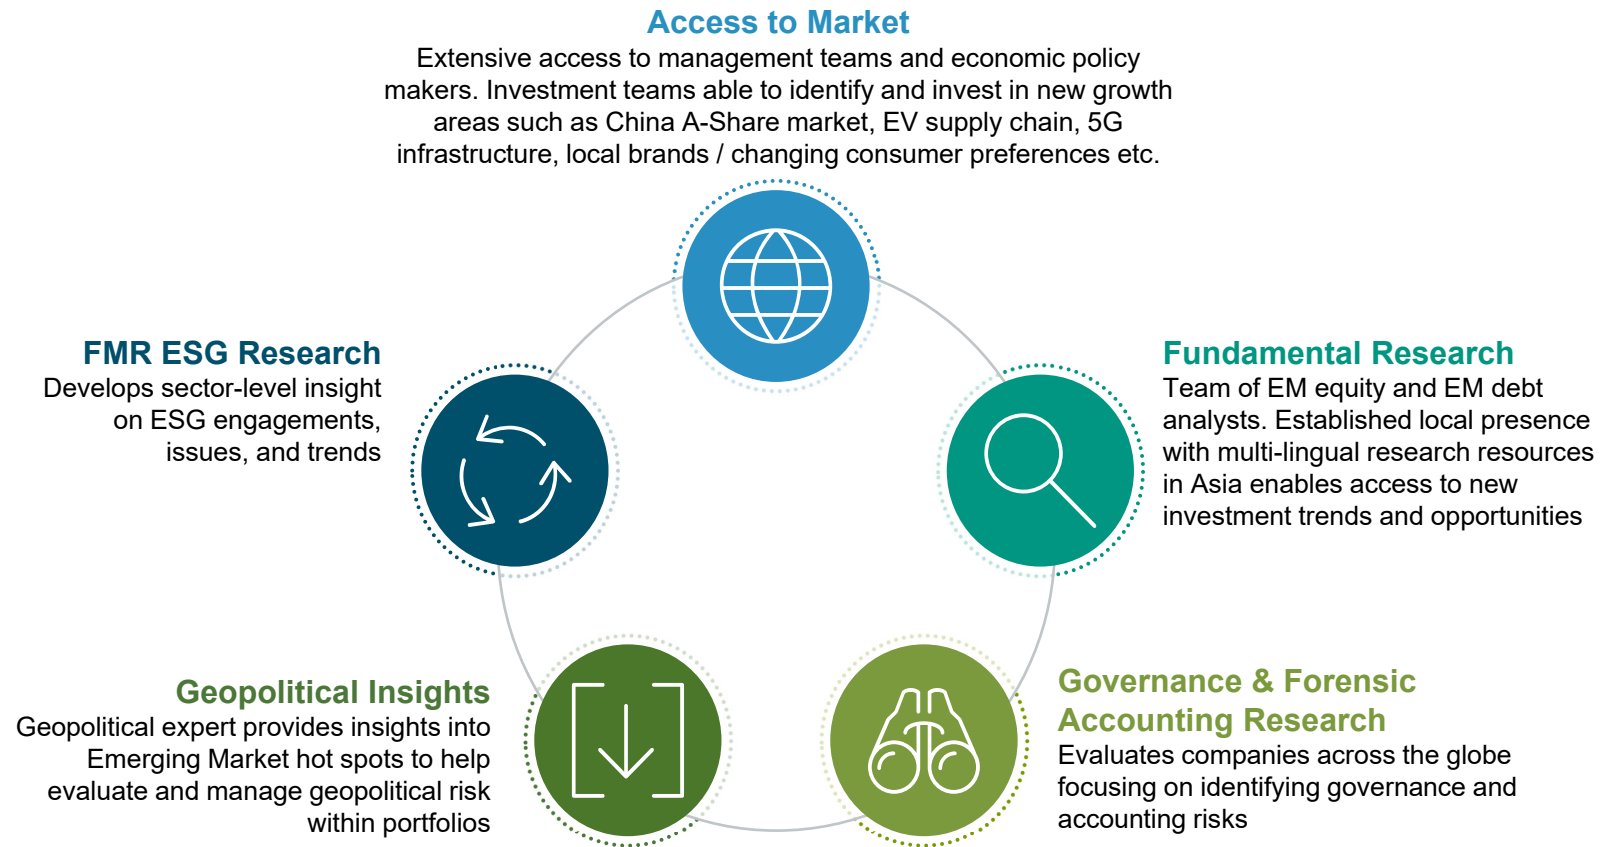 Access to Market
Extensive access to management teams and economic policy
makers. Investment teams able to identify and invest in new growth
areas such as China A-Share market, EV supply chain, 5G
infrastructure, local brands / changing consumer preferences etc.
FMR ESG Research
Develops sector-level insight
on ESG engagements,
issues, and trends
Fundamental Research
Team of EM equity and EM debt
analysts. Established local presence
with multi-lingual research resources
in Asia enables access to new
investment trends and opportunities
Geopolitical Insights
Geopolitical expert provides insights into
Emerging Market hot spots to help
evaluate and manage geopolitical risk
within portfolios
Governance & Forensic
Accounting Research
Evaluates companies across the globe
focusing on identifying governance and
accounting risks